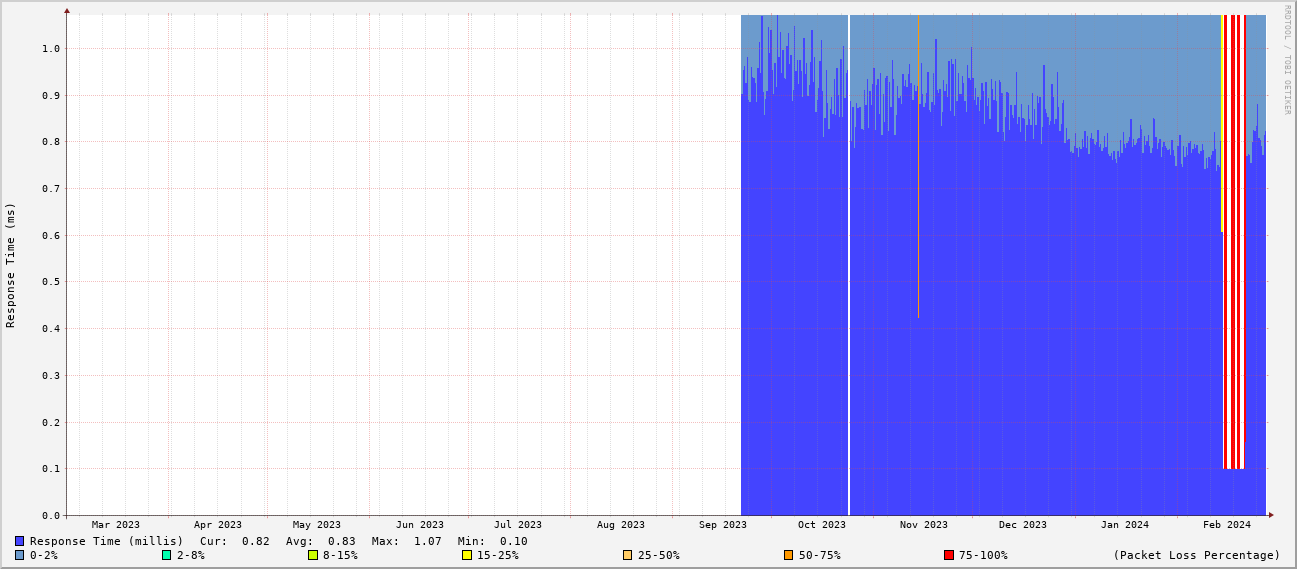 RRDTOOL / TOBI OETIKER
Response Time (ms)
1.0
0.9
0.8
0.7
0.6
0.5
0.4
0.3
0.2
0.1
0.0
Mar 2023 Apr 2023 May 2023 Jun 2023 Jul 2023 Aug 2023 Sep 2023 Oct 2023 Nov 2023 Dec 2023 Jan 2024 Feb 2024
Response Time (millis) Cur: 0.82 Avg: 0.83 Max: 1.07 Min: 0.10
0-2% 2-8% 8-15% 15-25% 25-50% 50-75% 75-100% (Packet Loss Percentage)